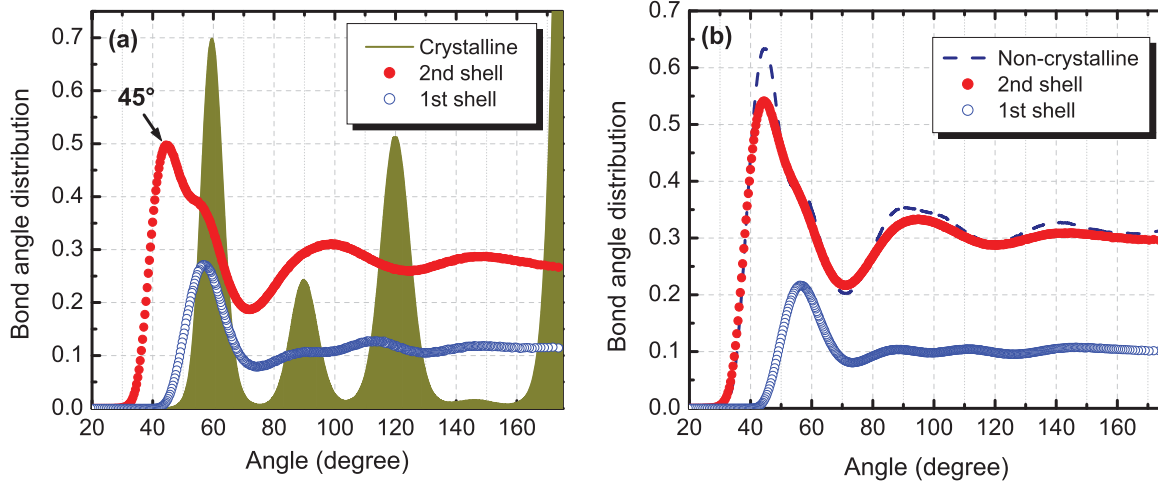 (a)
Crystalline
2nd shell
1st shell
45°
0.7
0.6
0.5
0.4
0.3
0.2
0.1
0.0
20 40 60 80 100 120 140 160
Bond angle distribution
Angle (degree)
(b)
Non-crystalline
2nd shell
1st shell
0.7
0.6
0.5
0.4
0.3
0.2
0.1
0.0
20 40 60 80 100 120 140 160
Bond angle distribution
Angle (degree)